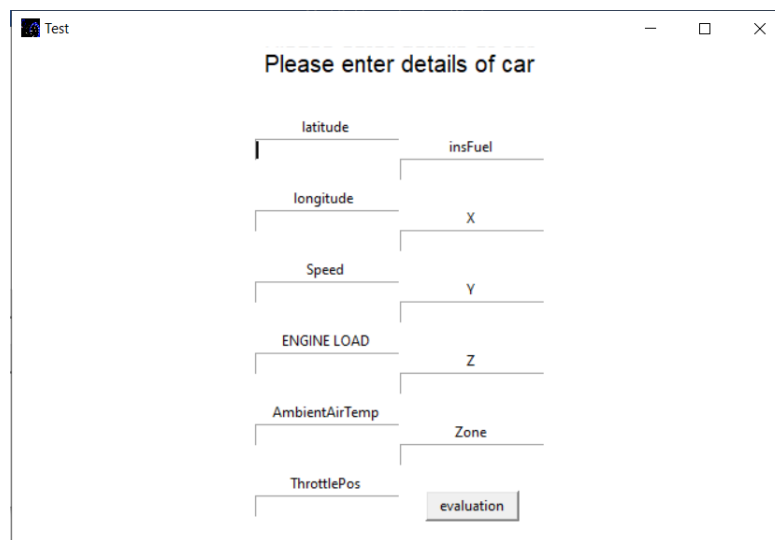 Test
Please enter details of car
latitude
insFuel
longitude
X
Speed
Y
ENGINE LOAD
Z
AmbientAirTemp
Zone
ThrottlePos
evaluation